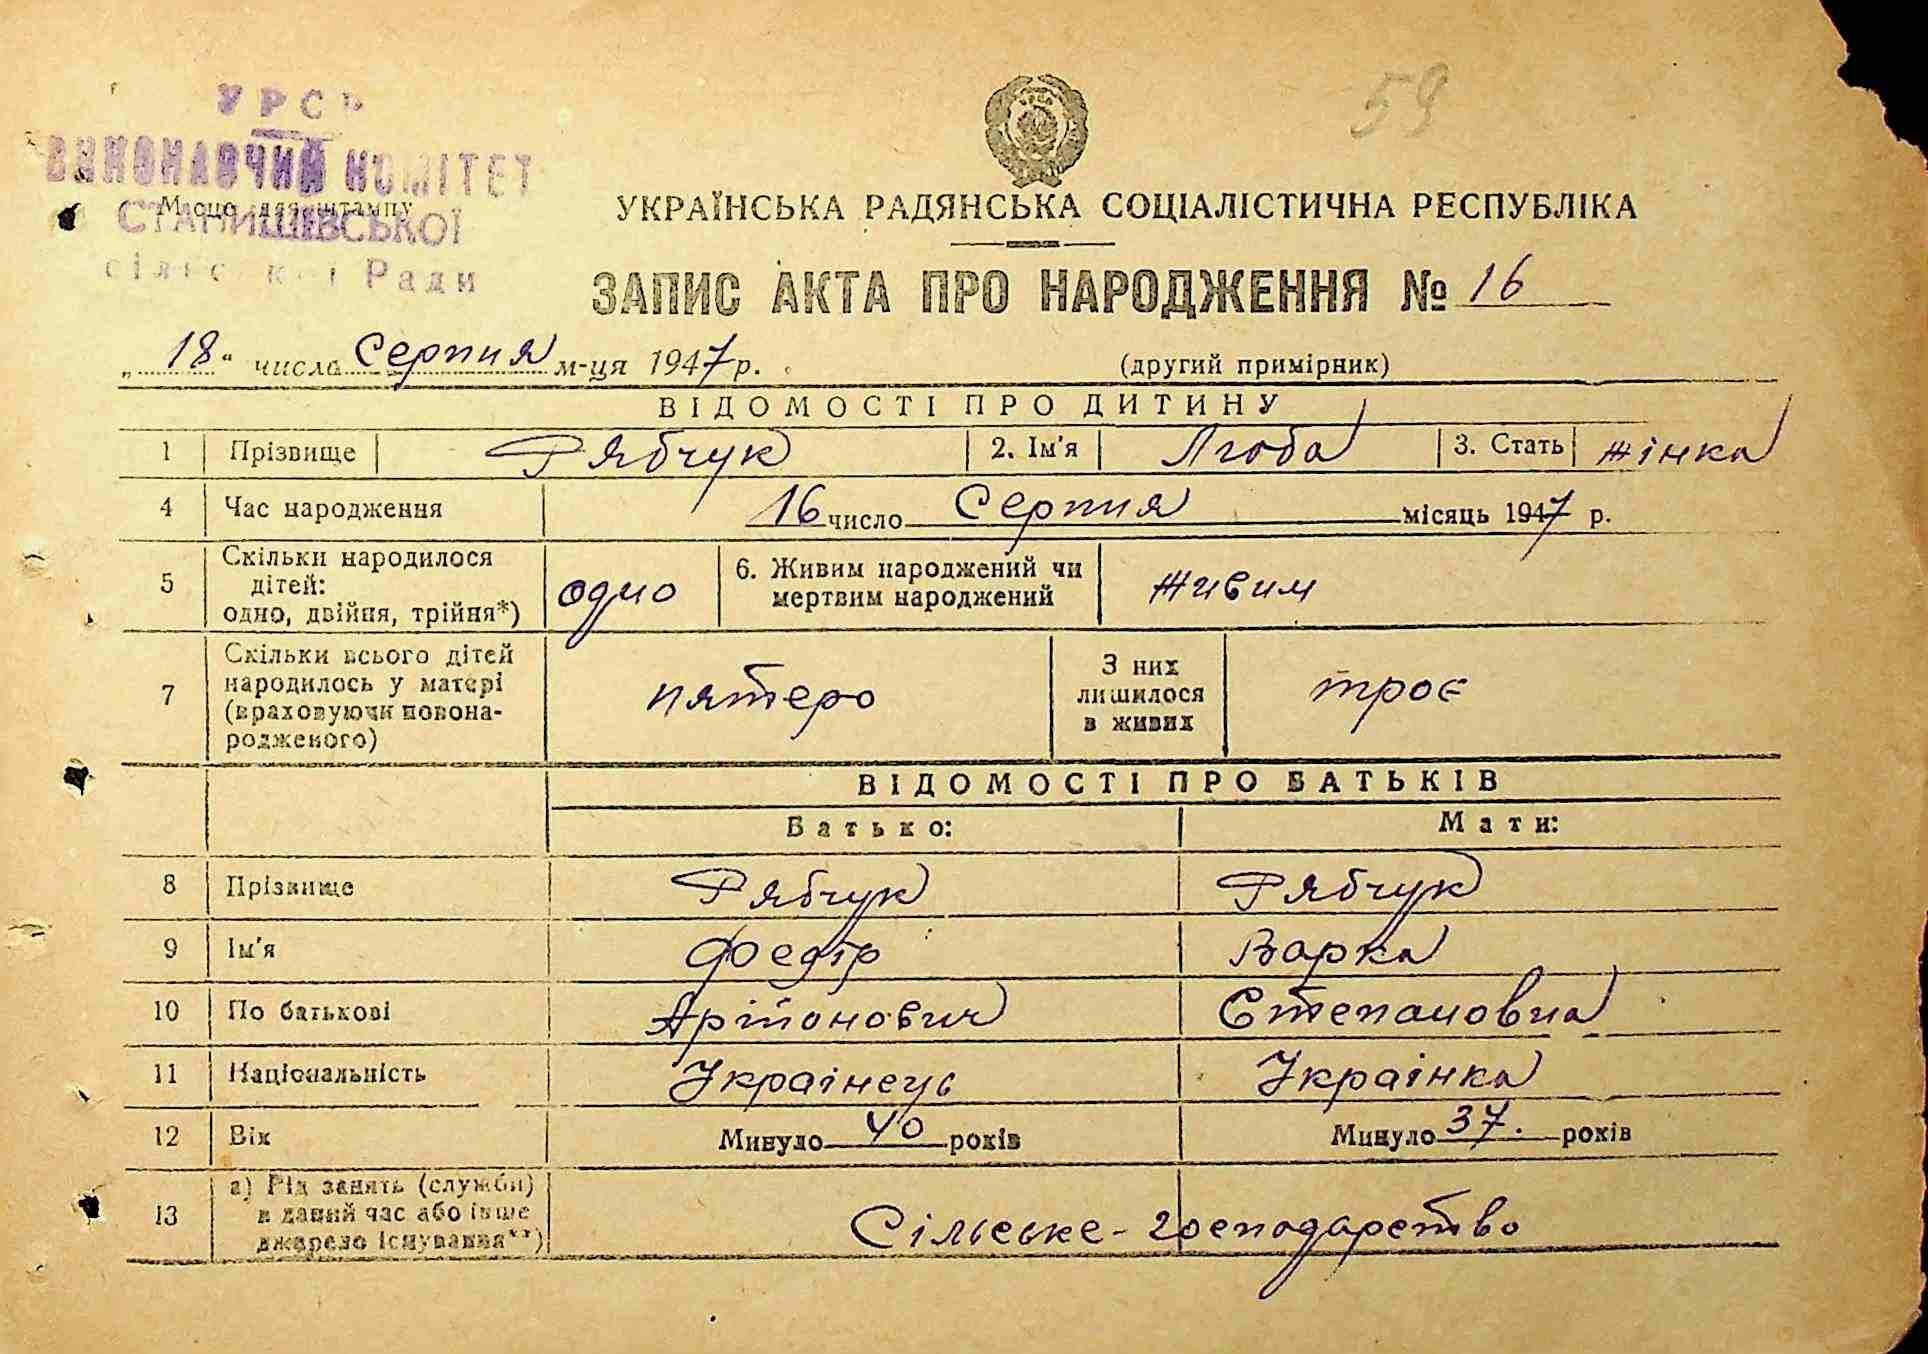 59
УРСР
ВИКОНАВЧИЙ КОМІТЕТ
Місце для штампу
СТАНИШІВСЬКОЇ
сільської Ради
УКРАЇНСЬКА РАДЯНСЬКА СОЦІАЛІСТИЧНА РЕСПУБЛІКА
ЗАПИС АКТА ПРО НАРОДЖЕННЯ № 16
„18“ числа Серпня м-ця 1947 р. (другий примірник)
ВІДОМОСТІ ПРО ДИТИНУ
1 Прізвище Рябчук 2. Ім'я Люба 3. Стать жінка
4 Час народження 16 число Серпня місяць 1947 р.
5 Скільки народилося дітей: одно, двійня, трійня*) одно 6. Живим народжений чи мертвим народжений живим
7 Скільки всього дітей народилось у матері (враховуючи новонародженого) пятеро З них лишилося в живих троє
ВІДОМОСТІ ПРО БАТЬКІВ
Батько: Мати:
8 Прізвище Рябчук Рябчук
9 Ім'я Федір Варка
10 По батькові Артионович Степановна
11 Національність Украінець Украінка
12 Вік Минуло 40 років Минуло 37. років
13 а) Рід занять (служби) в даний час або інше джерело існування**) Сільське-господарство